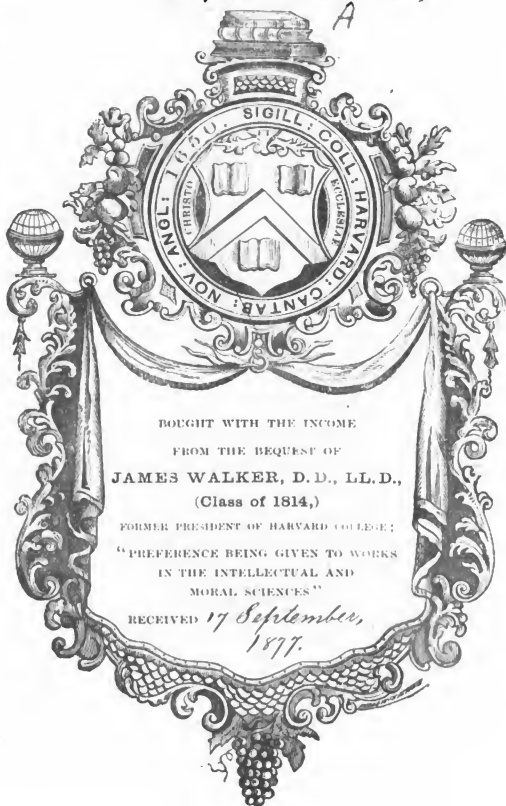 A
SIGILL: COLL: HARVARD: CANTAB: NOV: ANGL: 1650.
CHRISTO
ECCLESIAE
BOUGHT WITH THE INCOME
FROM THE BEQUEST OF
JAMES WALKER, D.D., LL.D.,
(Class of 1814,)
FORMER PRESIDENT OF HARVARD COLLEGE;
"PREFERENCE BEING GIVEN TO WORKS
IN THE INTELLECTUAL AND
MORAL SCIENCES"
RECEIVED 17 September,
1877.